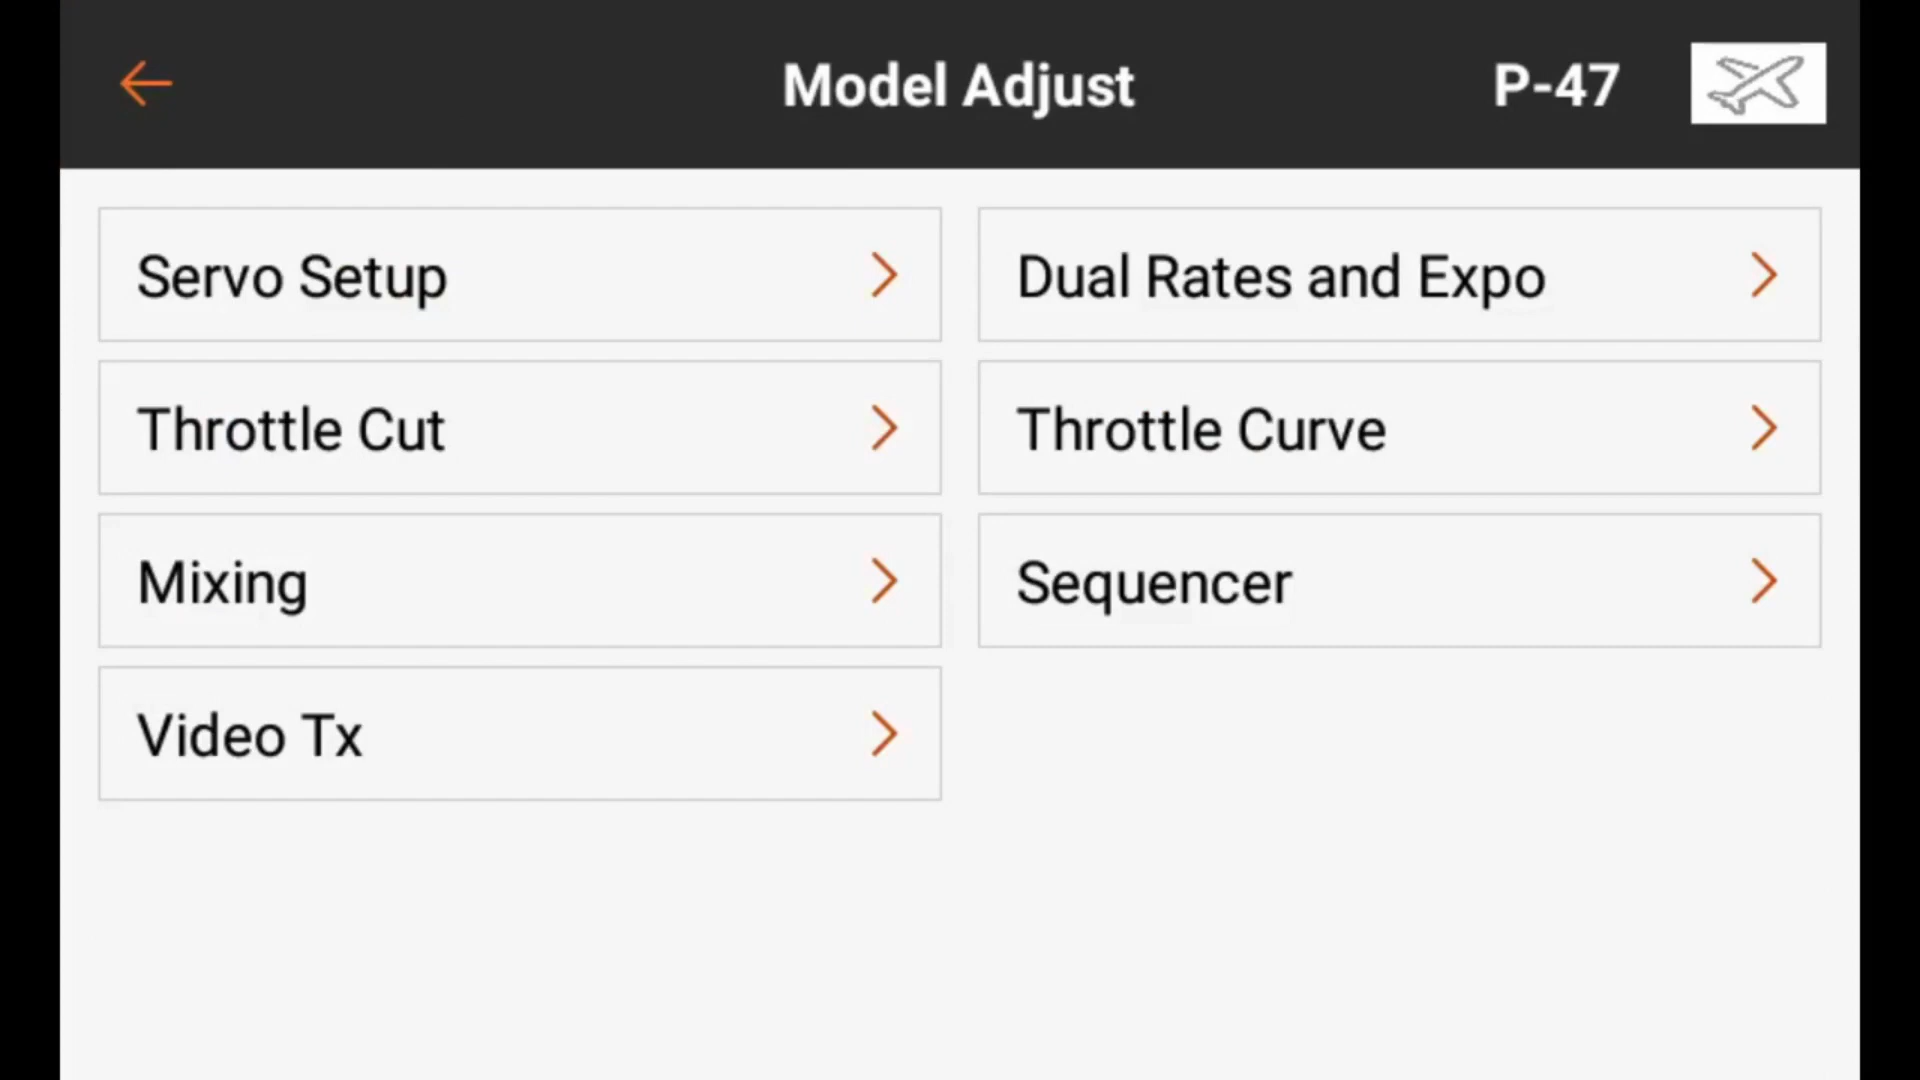 Model Adjust
P-47
Servo Setup
Dual Rates and Expo
Throttle Cut
Throttle Curve
Mixing
Sequencer
Video Tx